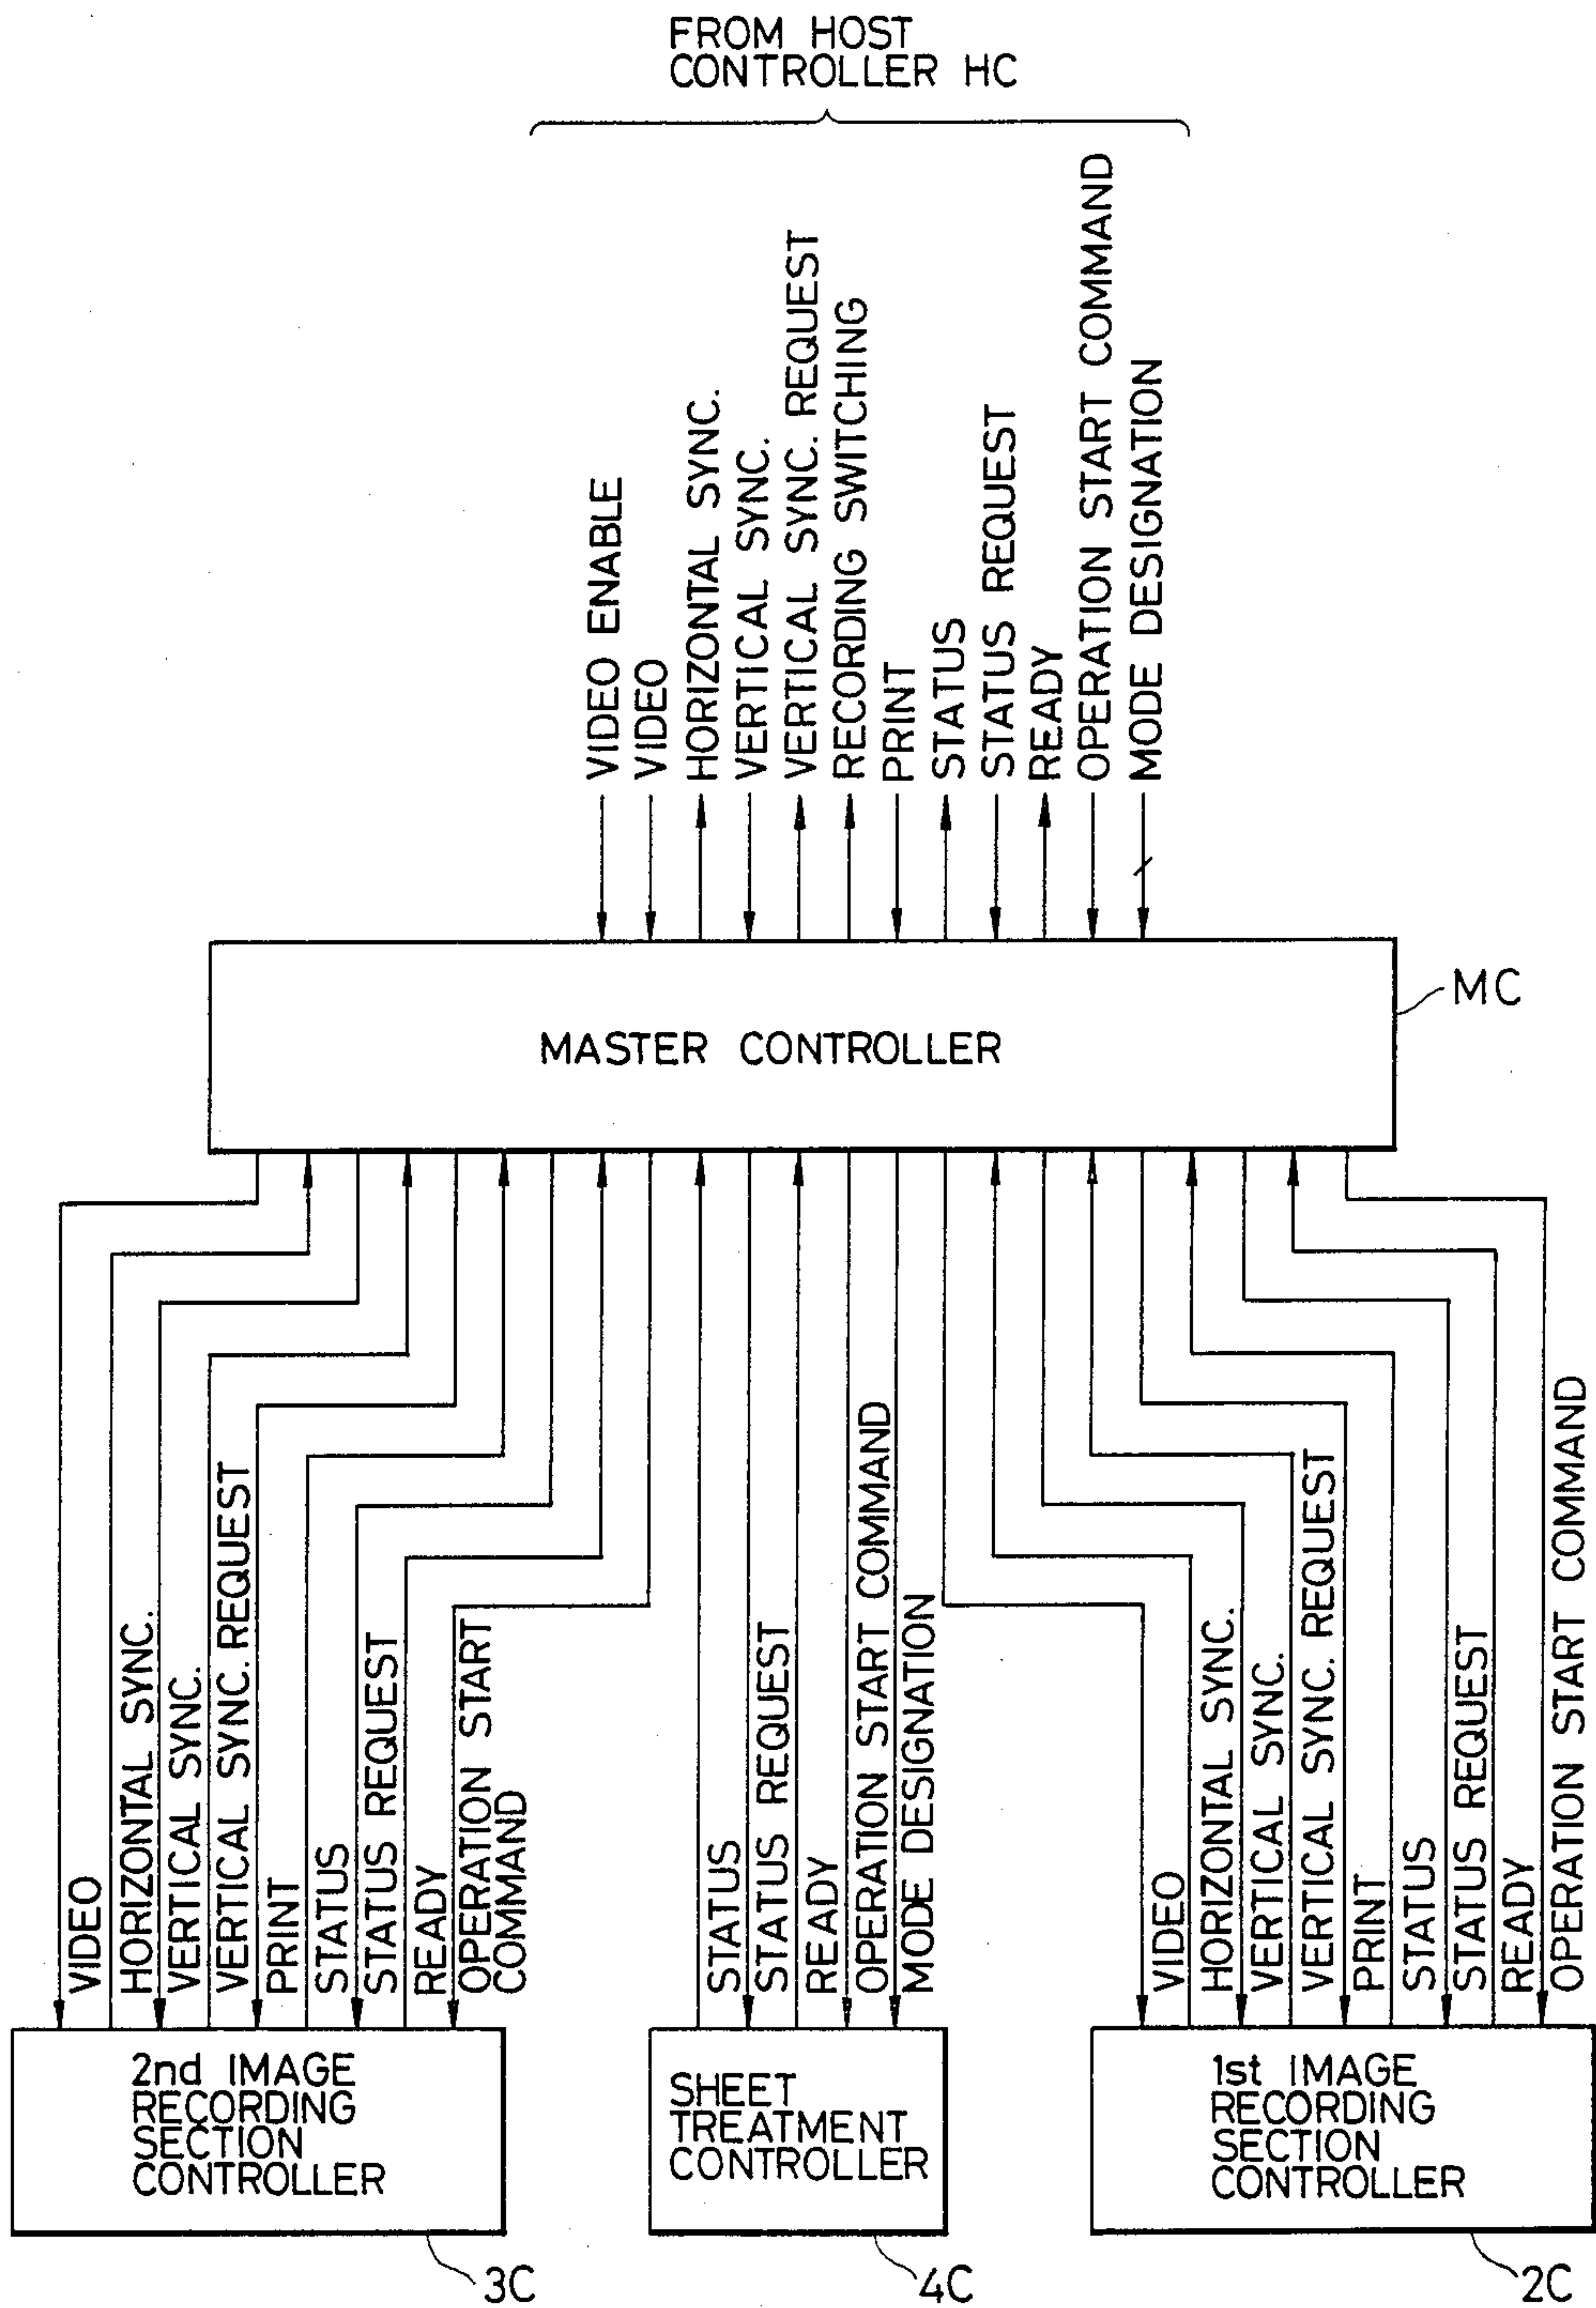 FROM HOST
CONTROLLER HC
VIDEO ENABLE
VIDEO
HORIZONTAL SYNC.
VERTICAL SYNC.
VERTICAL SYNC. REQUEST
RECORDING SWITCHING
PRINT
STATUS
STATUS REQUEST
READY
OPERATION START COMMAND
MODE DESIGNATION
MASTER CONTROLLER
MC
VIDEO
HORIZONTAL SYNC.
VERTICAL SYNC.
VERTICAL SYNC. REQUEST
PRINT
STATUS
STATUS REQUEST
READY
OPERATION START
COMMAND
STATUS
STATUS REQUEST
READY
OPERATION START COMMAND
MODE DESIGNATION
VIDEO
HORIZONTAL SYNC.
VERTICAL SYNC.
VERTICAL SYNC. REQUEST
PRINT
STATUS
STATUS REQUEST
READY
OPERATION START COMMAND
2nd IMAGE
RECORDING
SECTION
CONTROLLER
3C
SHEET
TREATMENT
CONTROLLER
4C
1st IMAGE
RECORDING
SECTION
CONTROLLER
2C